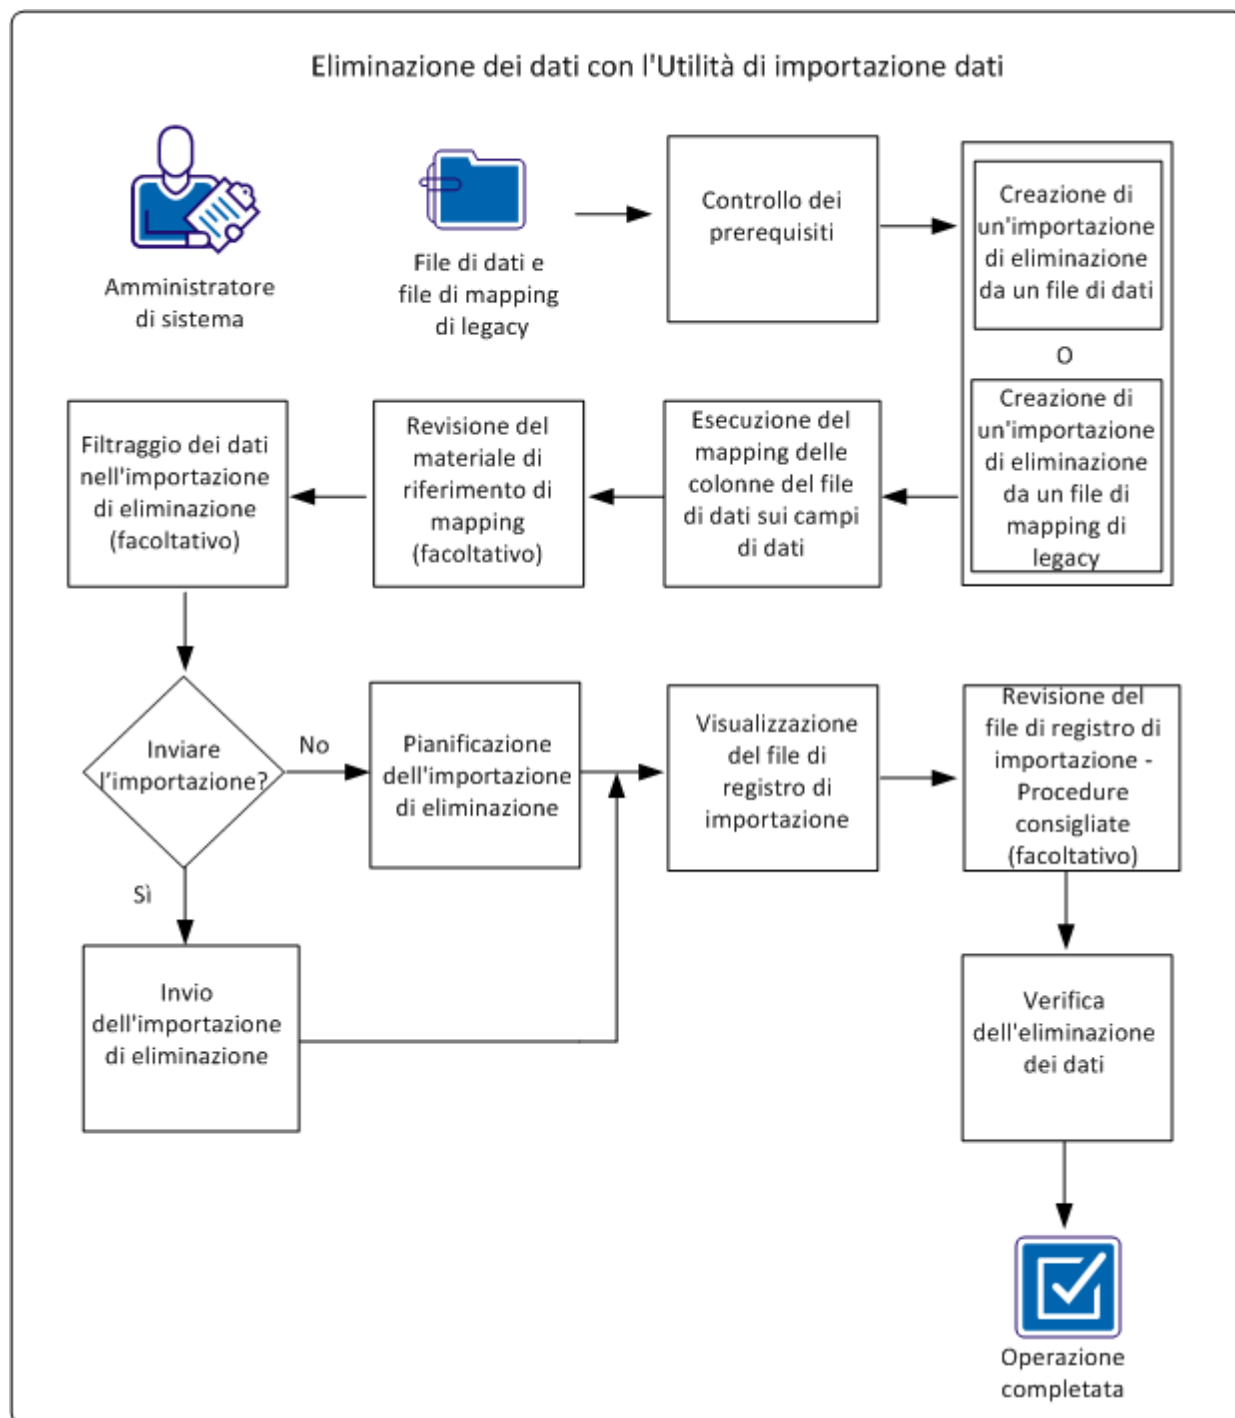 Eliminazione dei dati con l'Utilità di importazione dati
Amministratore
di sistema
File di dati e
file di mapping
di legacy
Controllo dei
prerequisiti
Creazione di
un'importazione
di eliminazione
da un file di dati
O
Creazione di
un'importazione
di eliminazione
da un file di
mapping di
legacy
Esecuzione del
mapping delle
colonne del file
di dati sui campi
di dati
Revisione del
materiale di
riferimento di
mapping
(facoltativo)
Filtraggio dei dati
nell'importazione
di eliminazione
(facoltativo)
Inviare
l’importazione?
No
Pianificazione
dell'importazione
di eliminazione
Sì
Invio
dell'importazione
di eliminazione
Visualizzazione
del file di
registro di
importazione
Revisione del
file di registro di
importazione -
Procedure
consigliate
(facoltativo)
Verifica
dell'eliminazione
dei dati
Operazione
completata